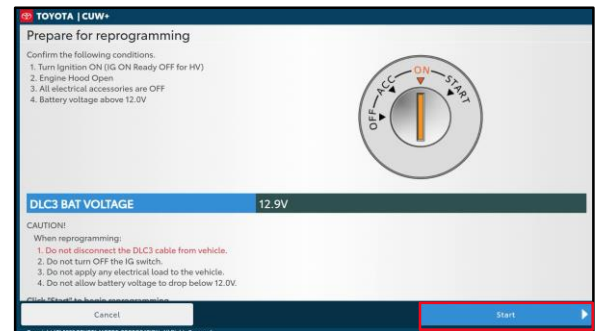 TOYOTA | CUW+
Prepare for reprogramming
Confirm the following conditions.
1. Turn Ignition ON (IG ON Ready OFF for HV)
2. Engine Hood Open
3. All electrical accessories are OFF
4. Battery voltage above 12.0V
OFF ACC ON START
DLC3 BAT VOLTAGE 12.9V
CAUTION!
When reprogramming:
1. Do not disconnect the DLC3 cable from vehicle.
2. Do not turn OFF the IG switch.
3. Do not apply any electrical load to the vehicle.
4. Do not allow battery voltage to drop below 12.0V.
Click "Start" to begin reprogramming
Cancel Start